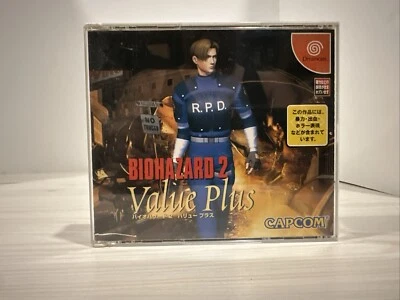 Dreamcast
この作品には、
暴力・出血・
ホラー表現
などが含まれて
います。
NO
R.P.D.
BIOHAZARD 2
Value Plus
バイオハザード 2 バリュー プラス
CAPCOM